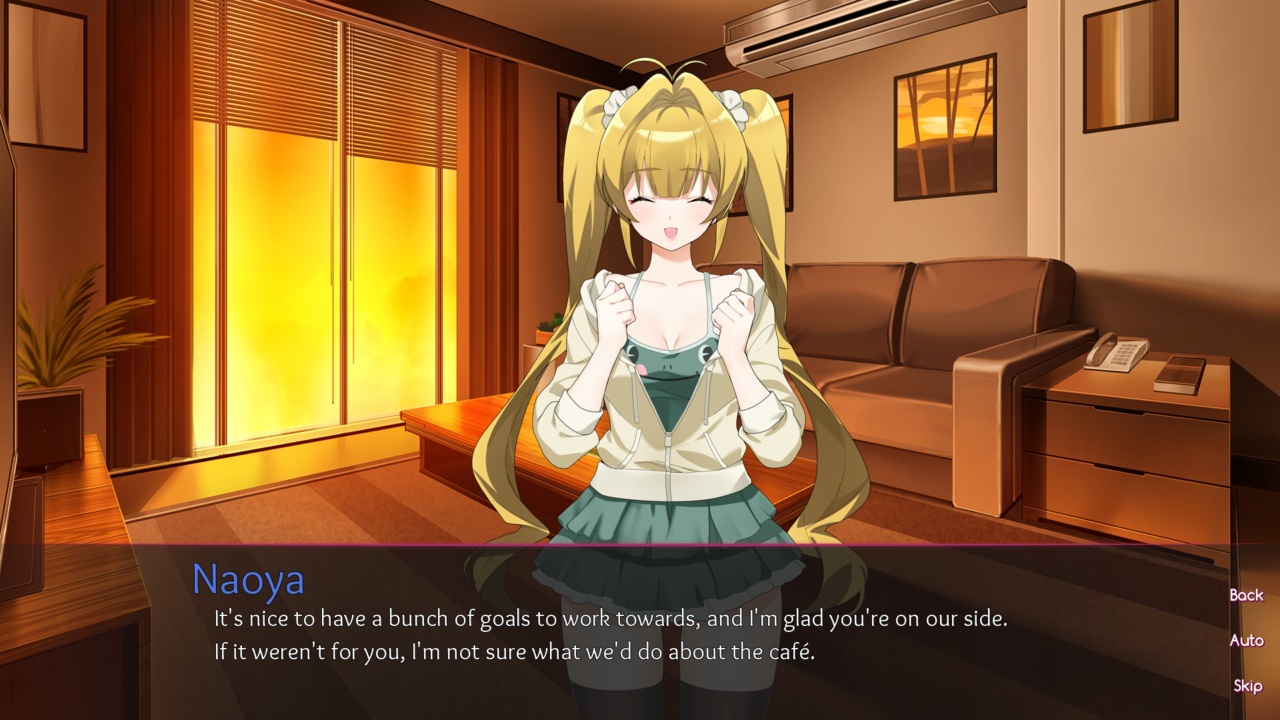 Naoya
It's nice to have a bunch of goals to work towards, and I'm glad you're on our side.
If it weren't for you, I'm not sure what we'd do about the café.
Back
Auto
Skip